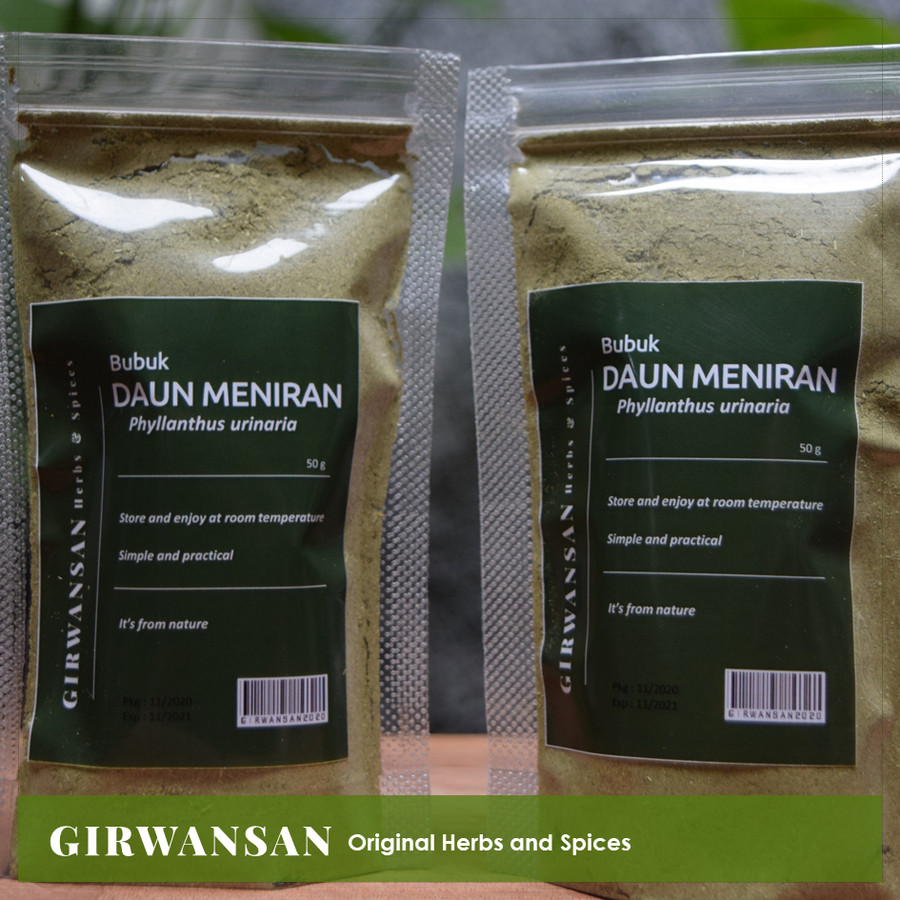 Bubuk
DAUN MENIRAN
Phyllanthus urinaria
50 g
Store and enjoy at room temperature
Simple and practical
It's from nature
Pkg : 11/2020
Exp : 11/2021
GIRWANSAN2020
GIRWANSAN Herbs & Spices
Bubuk
DAUN MENIRAN
Phyllanthus urinaria
50 g
Store and enjoy at room temperature
Simple and practical
It's from nature
Pkg : 11/2020
Exp : 11/2021
GIRWANSAN2020
GIRWANSAN Herbs & Spices
GIRWANSAN Original Herbs and Spices